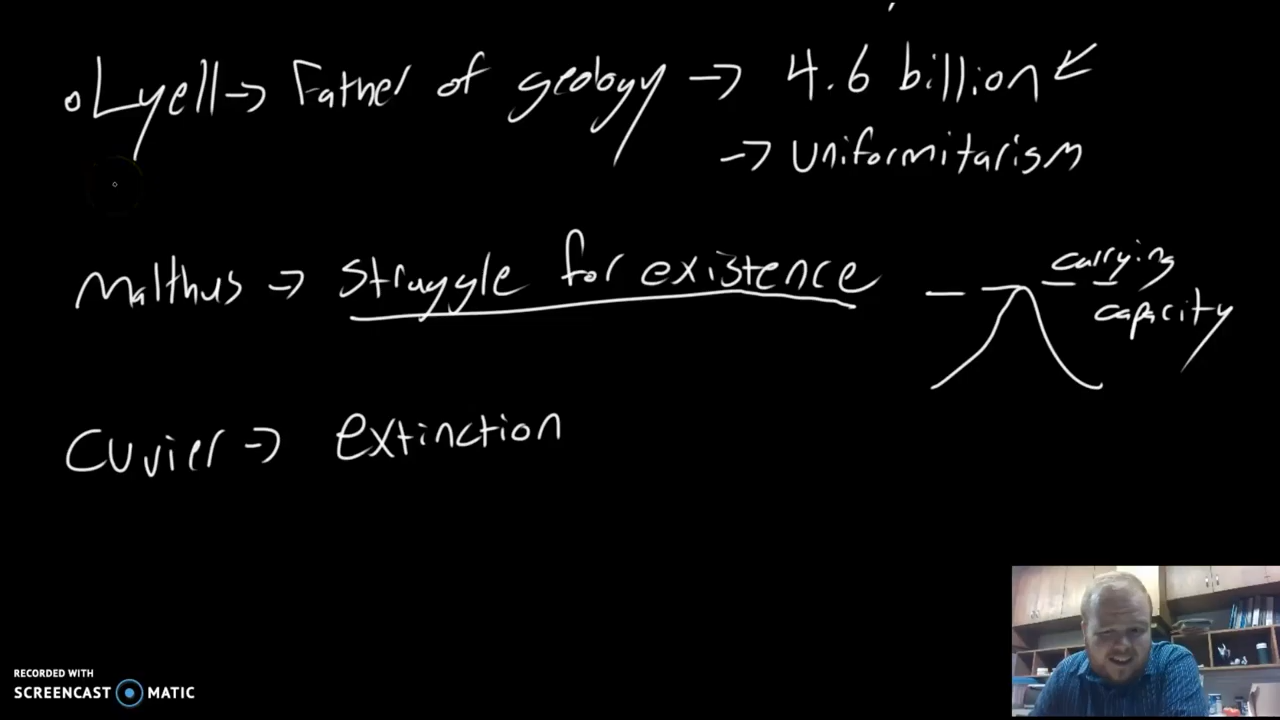 Lyell → Father of geology → 4.6 billion ↙
→ uniformitarism
Malthus → struggle for existence
carrying
capacity
Cuvier → extinction
RECORDED WITH
SCREENCAST MATIC